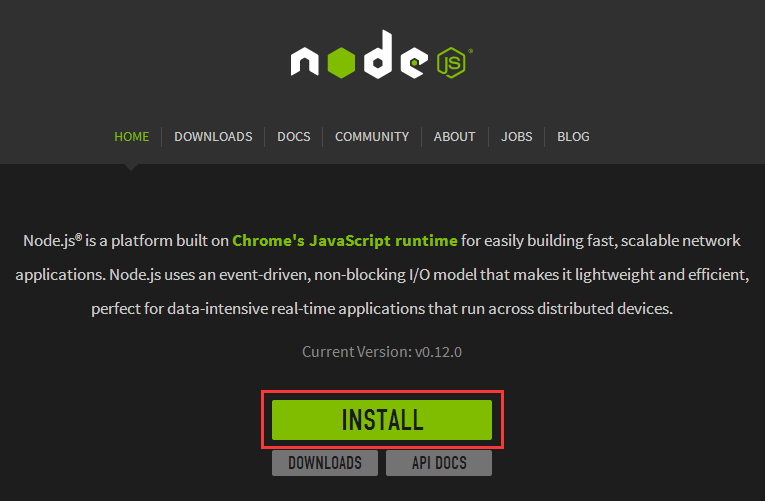 node JS®
HOME DOWNLOADS DOCS COMMUNITY ABOUT JOBS BLOG
Node.js® is a platform built on Chrome's JavaScript runtime for easily building fast, scalable network
applications. Node.js uses an event-driven, non-blocking I/O model that makes it lightweight and efficient,
perfect for data-intensive real-time applications that run across distributed devices.
Current Version: v0.12.0
INSTALL
DOWNLOADS API DOCS